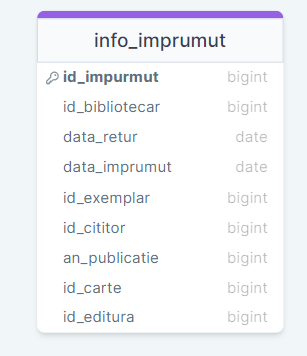 info_imprumut
id_impurmut bigint
id_bibliotecar bigint
data_retur date
data_imprumut date
id_exemplar bigint
id_cititor bigint
an_publicatie bigint
id_carte bigint
id_editura bigint